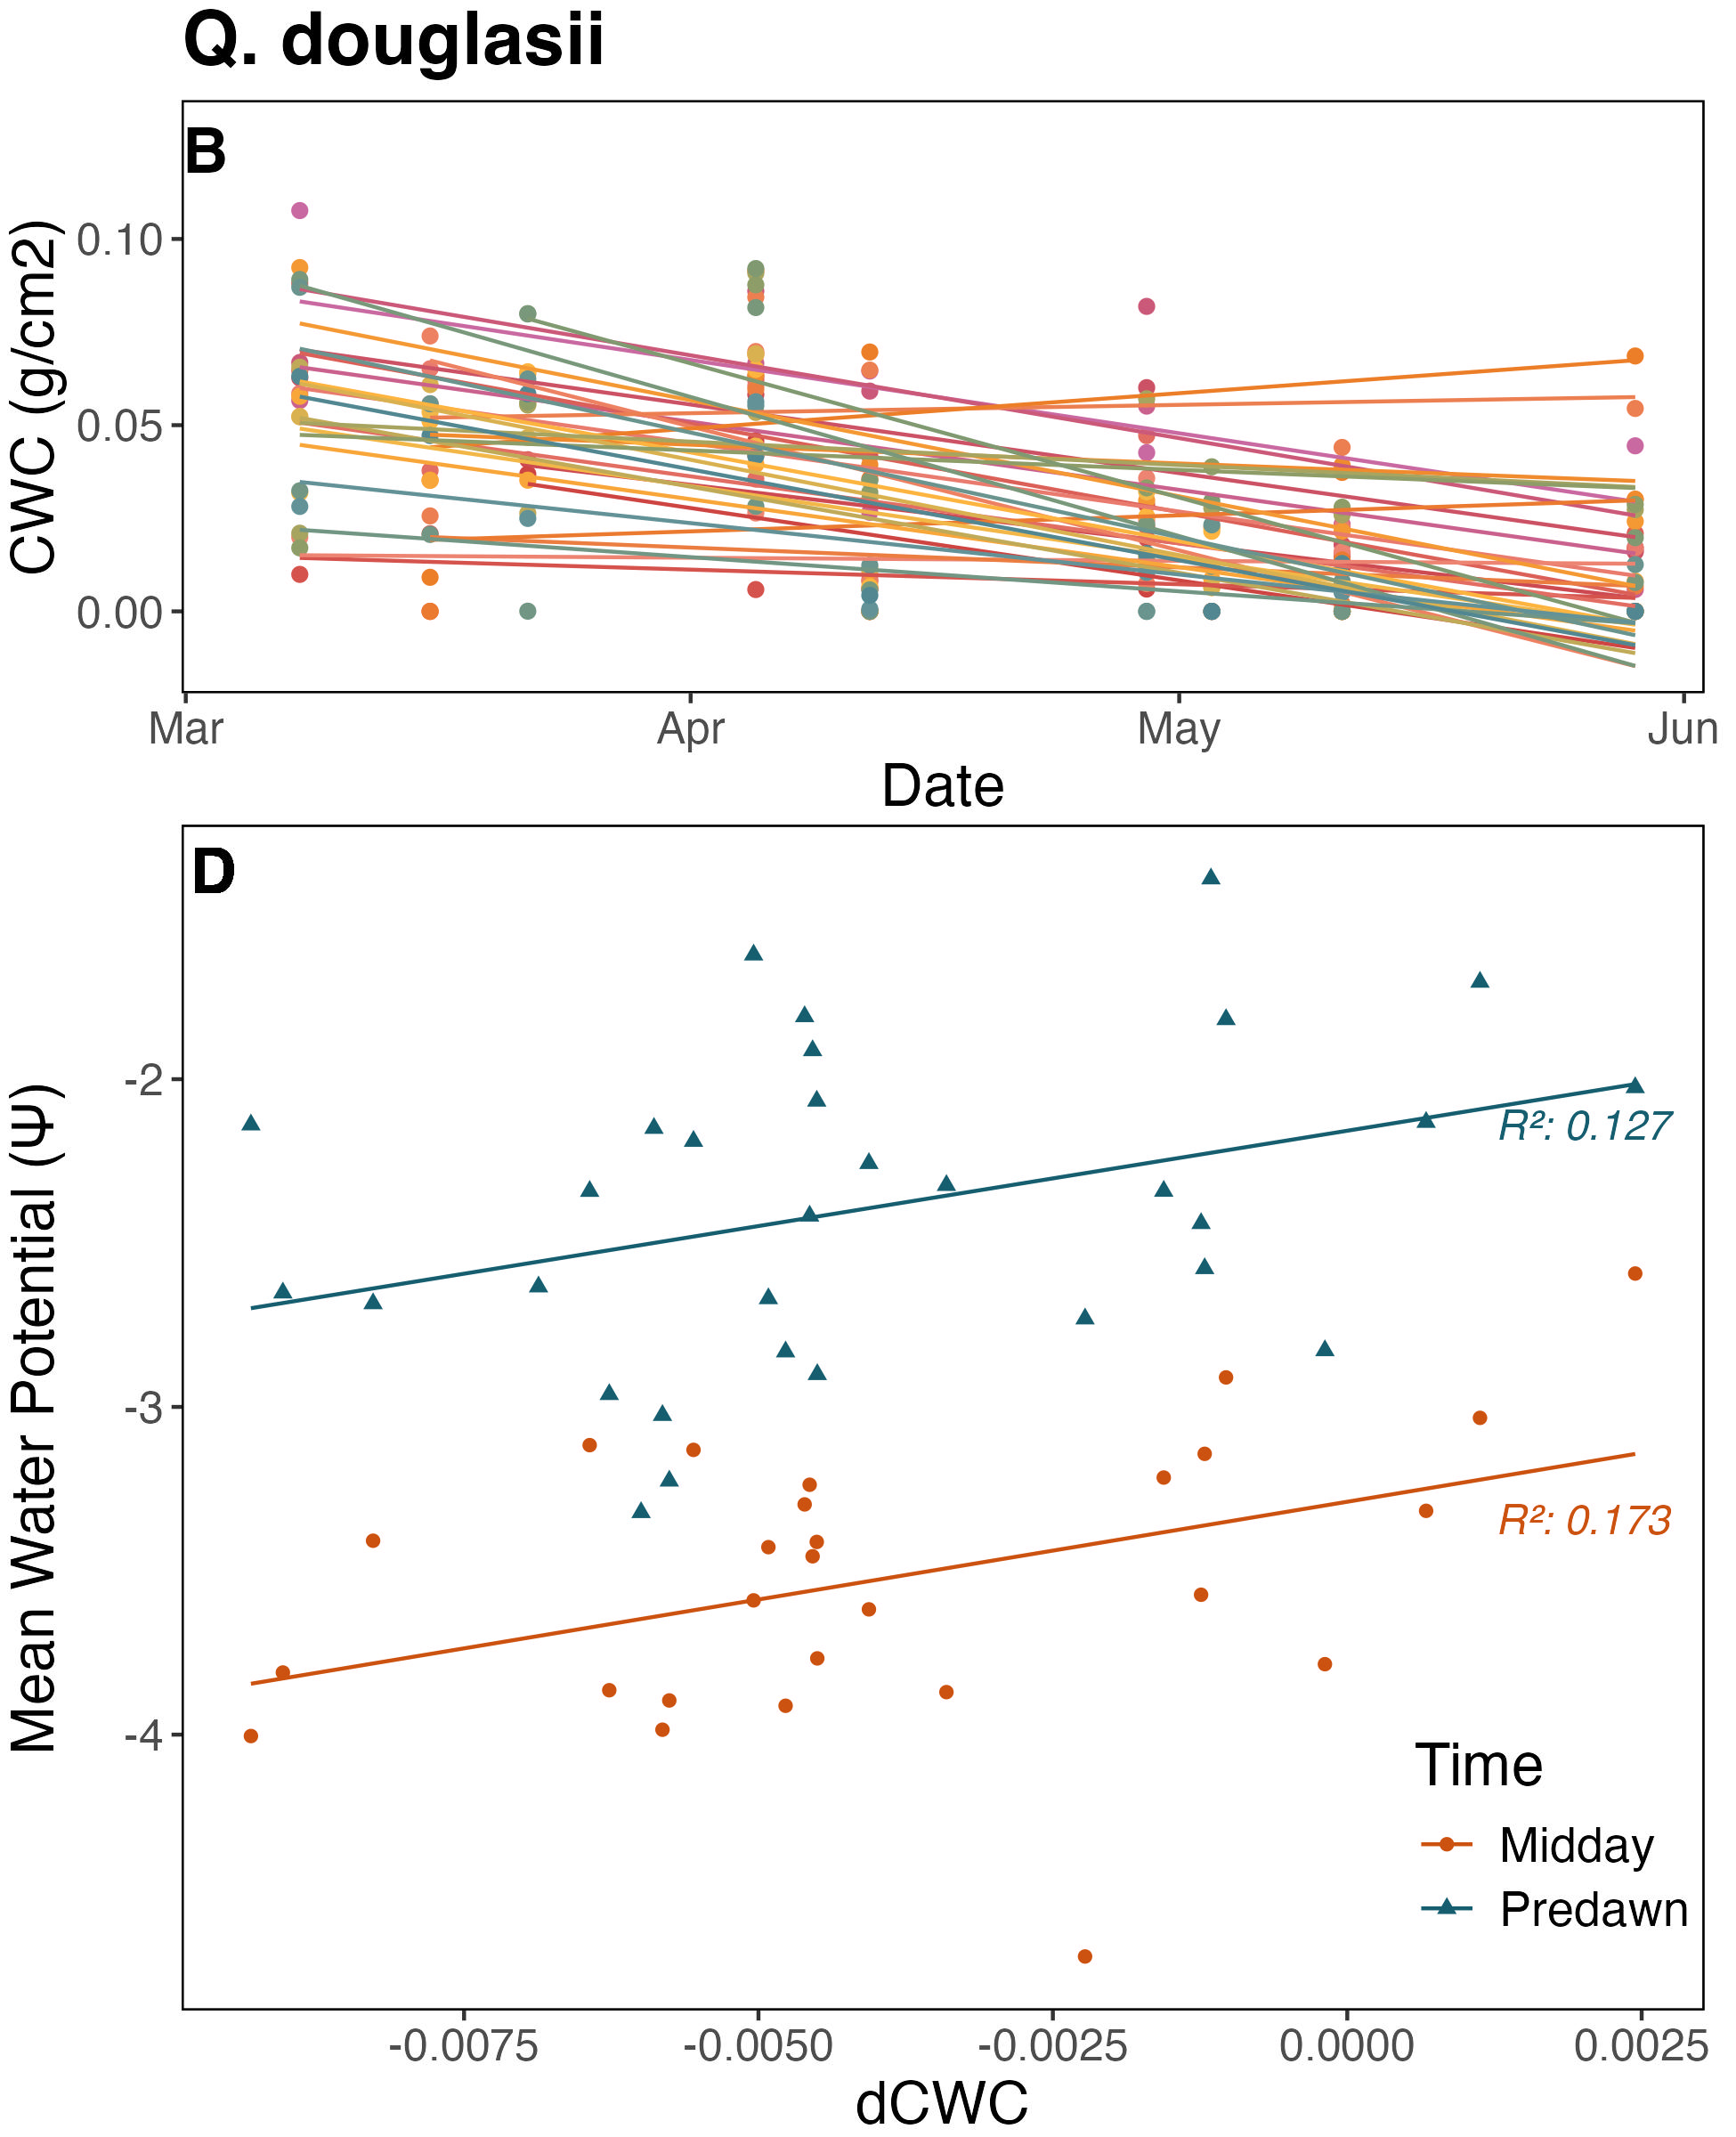 Q. douglasii
B
CWC (g/cm2)
0.10
0.05
0.00
Mar Apr May Jun
Date
D
Mean Water Potential (Ψ)
-2
-3
-4
R²: 0.127
R²: 0.173
Time
Midday
Predawn
-0.0075 -0.0050 -0.0025 0.0000 0.0025
dCWC